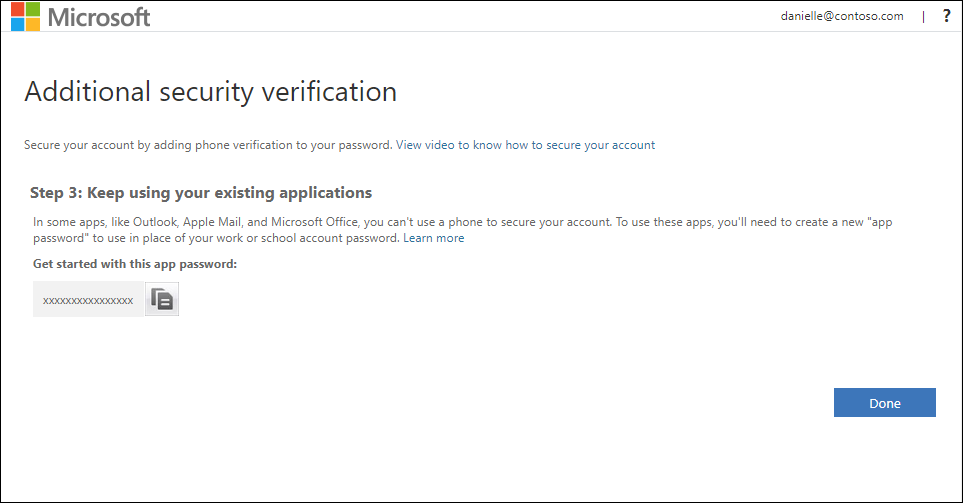 Microsoft
danielle@contoso.com | ?
Additional security verification
Secure your account by adding phone verification to your password. View video to know how to secure your account
Step 3: Keep using your existing applications
In some apps, like Outlook, Apple Mail, and Microsoft Office, you can't use a phone to secure your account. To use these apps, you'll need to create a new "app
password" to use in place of your work or school account password. Learn more
Get started with this app password:
xxxxxxxxxxxxxxxx
Done